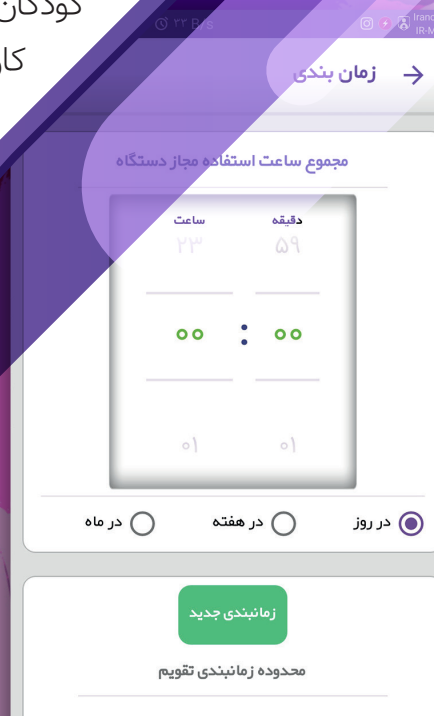 کودکان
۳۳ B/s
زمان بندی
مجموع ساعت استفاده مجاز دستگاه
دقیقه ساعت
۵۹ ۲۳
۰۰ : ۰۰
۰۱ ۰۱
در روز در هفته در ماه
زمانبندی جدید
محدوده زمانبندی تقویم